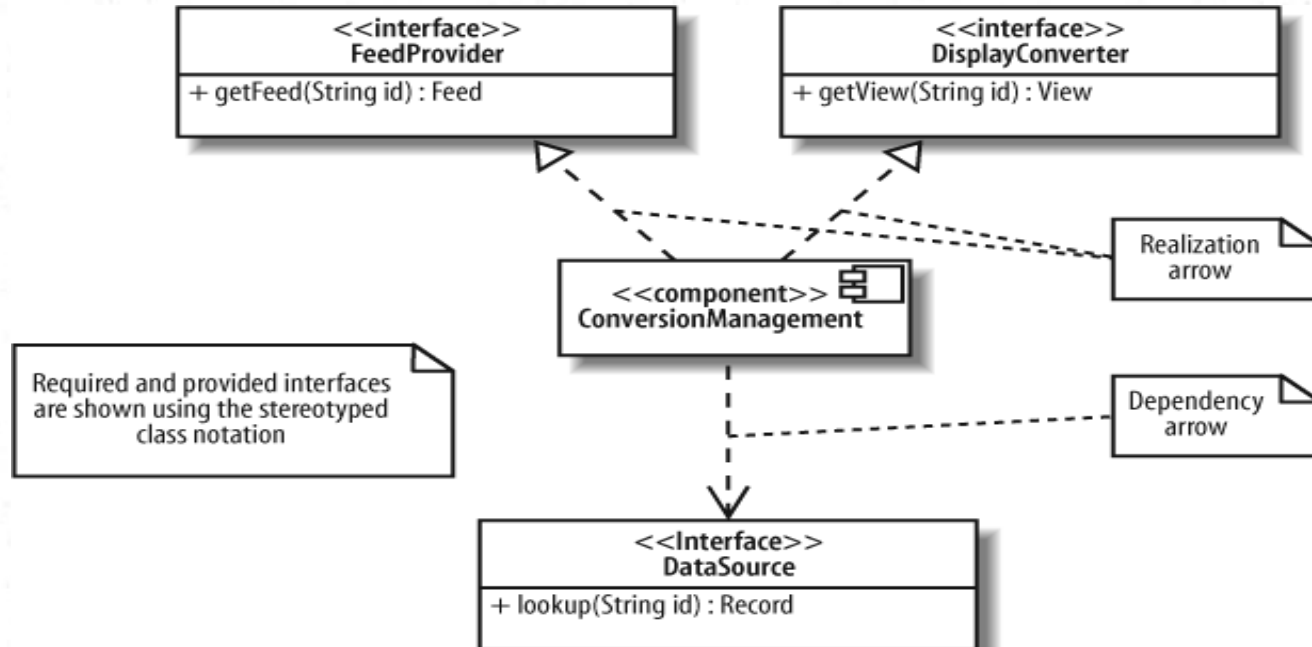 <<interface>>
FeedProvider
+ getFeed(String id) : Feed
<<interface>>
DisplayConverter
+ getView(String id) : View
Realization
arrow
<<component>>
ConversionManagement
Required and provided interfaces
are shown using the stereotyped
class notation
Dependency
arrow
<<Interface>>
DataSource
+ lookup(String id) : Record